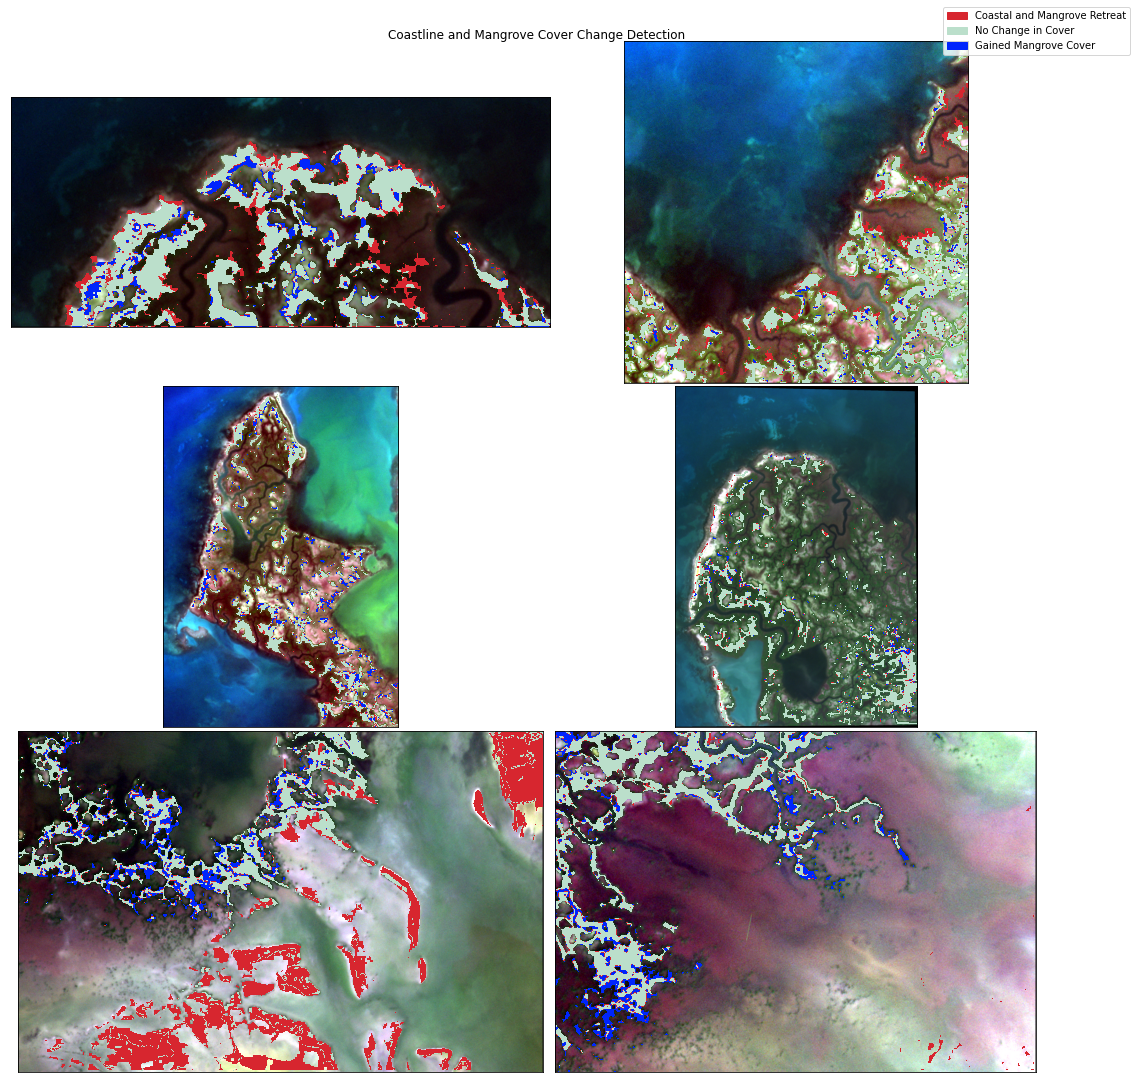 Coastal and Mangrove Retreat
No Change in Cover
Gained Mangrove Cover
Coastline and Mangrove Cover Change Detection